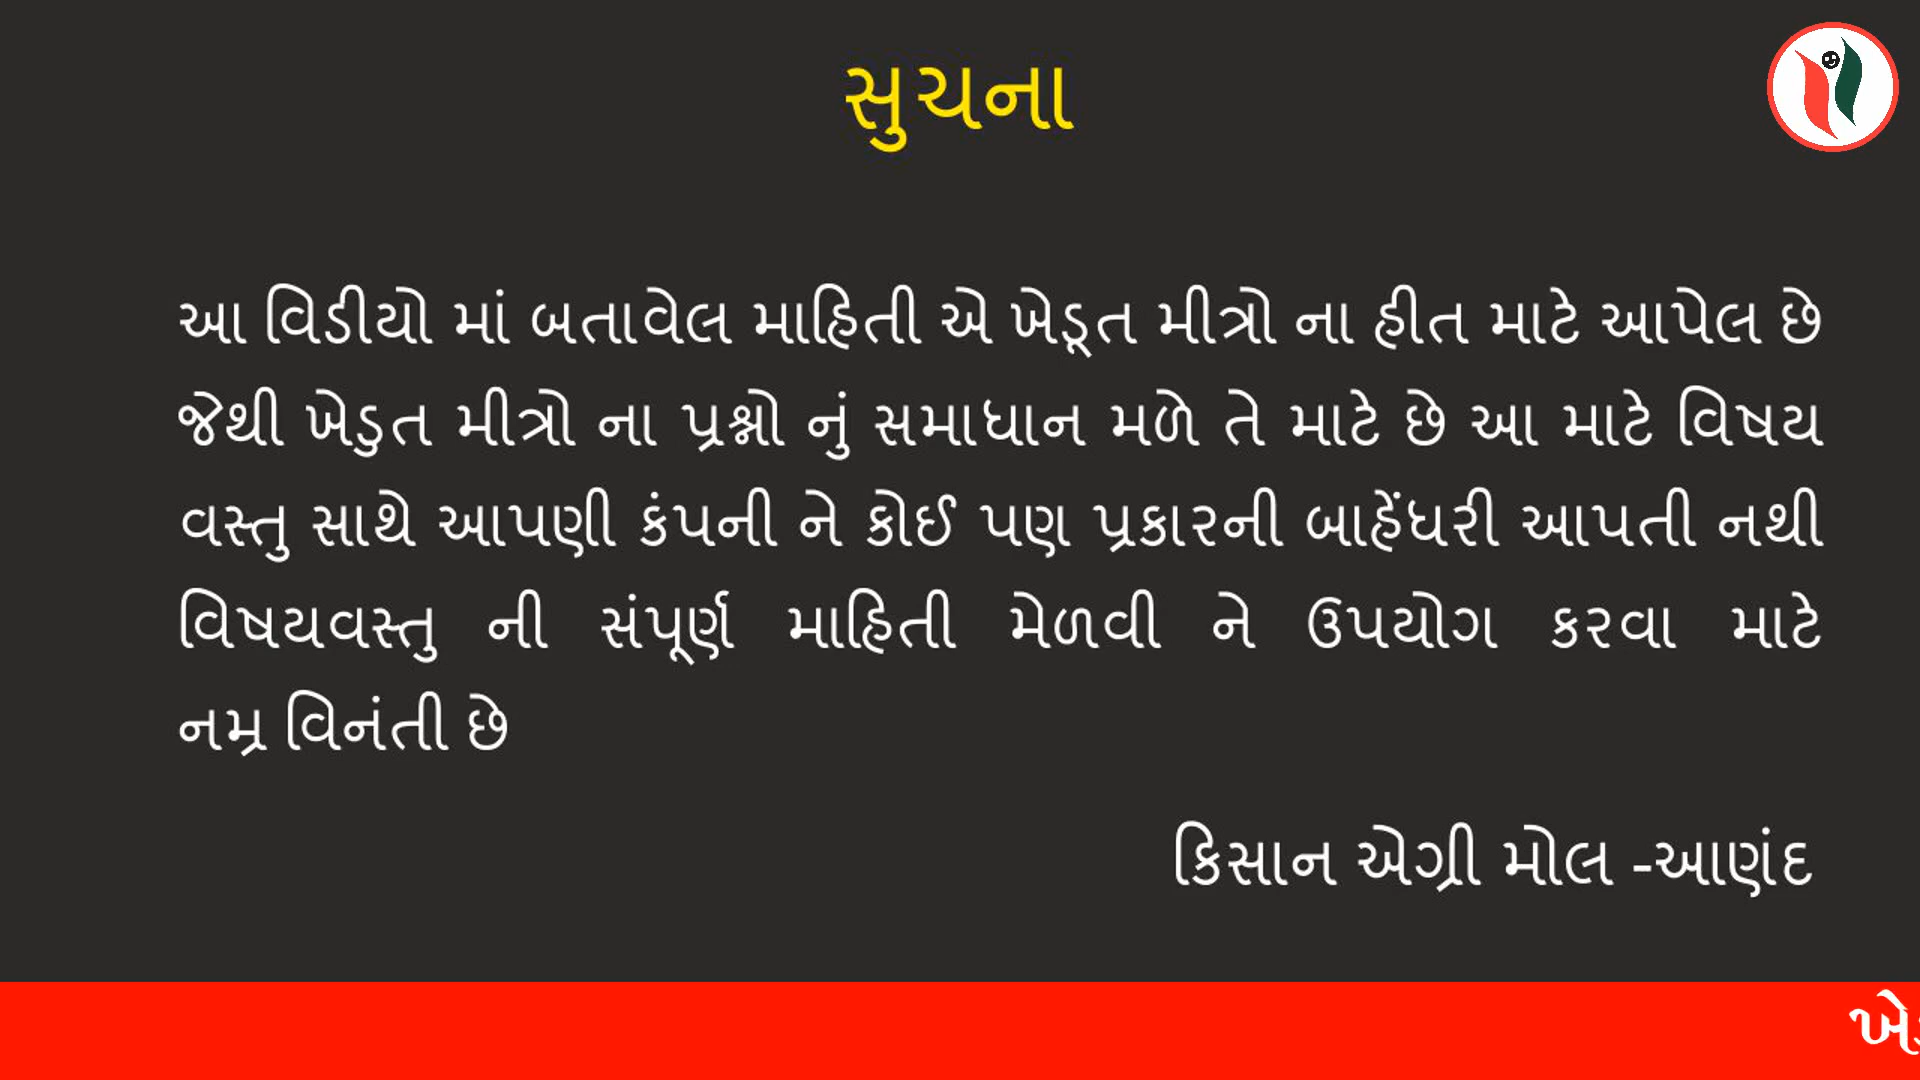 સુચના
આ વિડીયો માં બતાવેલ માહિતી એ ખેડૂત મીત્રો ના હીત માટે આપેલ છે
જેથી ખેડુત મીત્રો ના પ્રશ્નો નું સમાધાન મળે તે માટે છે આ માટે વિષય
વસ્તુ સાથે આપણી કંપની ને કોઈ પણ પ્રકારની બાહેંધરી આપતી નથી
વિષયવસ્તુ ની સંપૂર્ણ માહિતી મેળવી ને ઉપયોગ કરવા માટે
નમ્ર વિનંતી છે
કિસાન એગ્રી મોલ -આણંદ